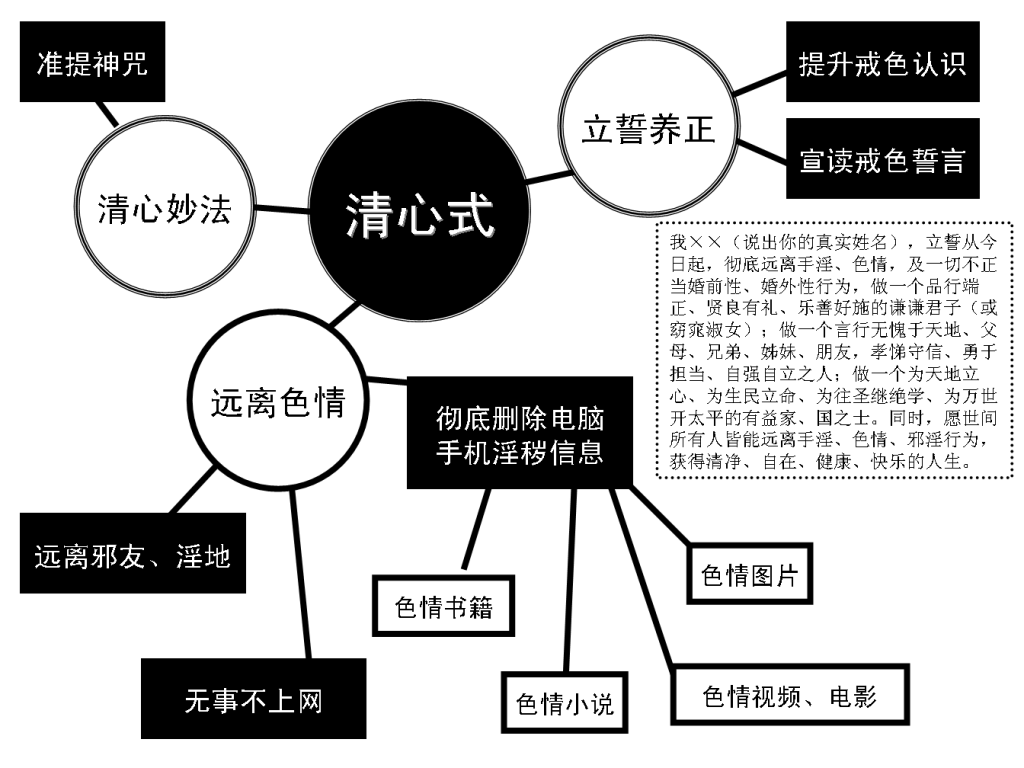 准提神咒
清心妙法
清心式
立誓养正
提升戒色认识
宣读戒色誓言
我××（说出你的真实姓名），立誓从今
日起，彻底远离手淫、色情，及一切不正
当婚前性、婚外性行为，做一个品行端
正、贤良有礼、乐善好施的谦谦君子（或
窈窕淑女）；做一个言行无愧于天地、父
母、兄弟、姊妹、朋友，孝悌守信、勇于
担当、自强自立之人；做一个为天地立
心、为生民立命、为往圣继绝学、为万世
开太平的有益家、国之士。同时，愿世间
所有人皆能远离手淫、色情、邪淫行为，
获得清净、自在、健康、快乐的人生。
远离色情
彻底删除电脑
手机淫秽信息
远离邪友、淫地
无事不上网
色情书籍
色情小说
色情图片
色情视频、电影